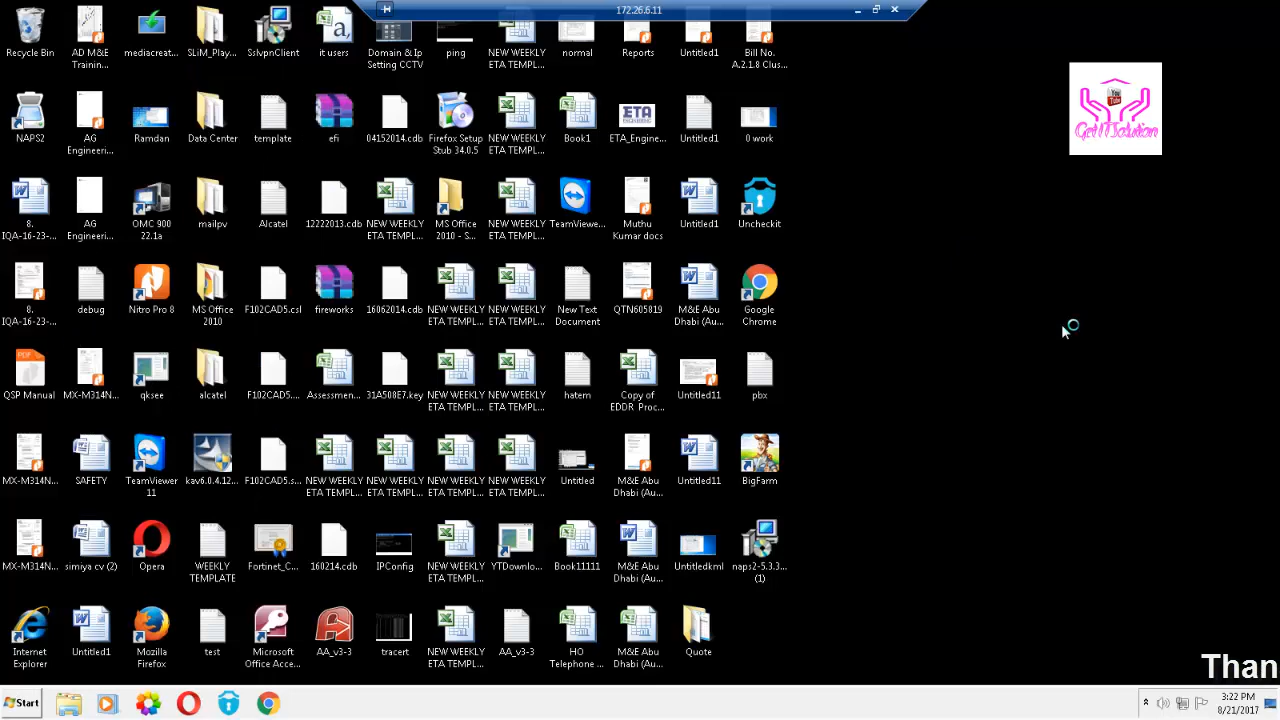 172.26.6.11
Recycle Bin
AD M&E
Trainin...
mediacreat...
SLiM_Play...
SslvpnClient
it users
Domain & Ip
Setting CCTV
ping
NEW WEEKLY
ETA TEMPL...
normal
Reports
Untitled1
Bill No.
A.2.1.8 Clus...
You
Tube
GetITSolution
NAPS2
AG
Engineeri...
Ramdan
Data Center
template
efi
04152014.cdb
Firefox Setup
Stub 34.0.5
NEW WEEKLY
ETA TEMPL...
Book1
ETA
ETA_Engine...
Untitled1
0 work
8.
IQA-16-23-...
AG
Engineeri...
OMC 900
22.1a
mailpv
Alcatel
12222013.cdb
NEW WEEKLY
ETA TEMPL...
MS Office
2010 - S...
NEW WEEKLY
ETA TEMPL...
TeamViewe...
Muthu
Kumar docs
Untitled1
Uncheckit
8.
IQA-16-23-...
debug
Nitro Pro 8
MS Office
2010
F102CAD5.csl
fireworks
16062014.cdb
NEW WEEKLY
ETA TEMPL...
NEW WEEKLY
ETA TEMPL...
New Text
Document
QTN605819
M&E Abu
Dhabi (Au...
Google
Chrome
PDF
QSP Manual
MX-M314N...
qksee
alcatel
F102CAD5....
Assessmen...
31A508E7.key
NEW WEEKLY
ETA TEMPL...
NEW WEEKLY
ETA TEMPL...
hatem
Copy of
EDDR Proc...
Untitled11
pbx
MX-M314N...
SAFETY
TeamViewer
11
kav6.0.4.12...
F102CAD5.s...
NEW WEEKLY
ETA TEMPL...
NEW WEEKLY
ETA TEMPL...
NEW WEEKLY
ETA TEMPL...
NEW WEEKLY
ETA TEMPL...
Untitled
M&E Abu
Dhabi (Au...
Untitled11
BigFarm
MX-M314N...
simiya cv (2)
Opera
WEEKLY
TEMPLATE
Fortinet_C...
160214.cdb
IPConfig
NEW WEEKLY
ETA TEMPL...
YTDownlo...
Book11111
M&E Abu
Dhabi (Au...
Untitledkml
naps2-5.3.3...
(1)
Internet
Explorer
Untitled1
Mozilla
Firefox
test
Microsoft
Office Acce...
AA_v3-3
tracert
NEW WEEKLY
ETA TEMPL...
AA_v3-3
HO
Telephone ...
M&E Abu
Dhabi (Au...
Quote
Than
Start
3:22 PM
8/21/2017